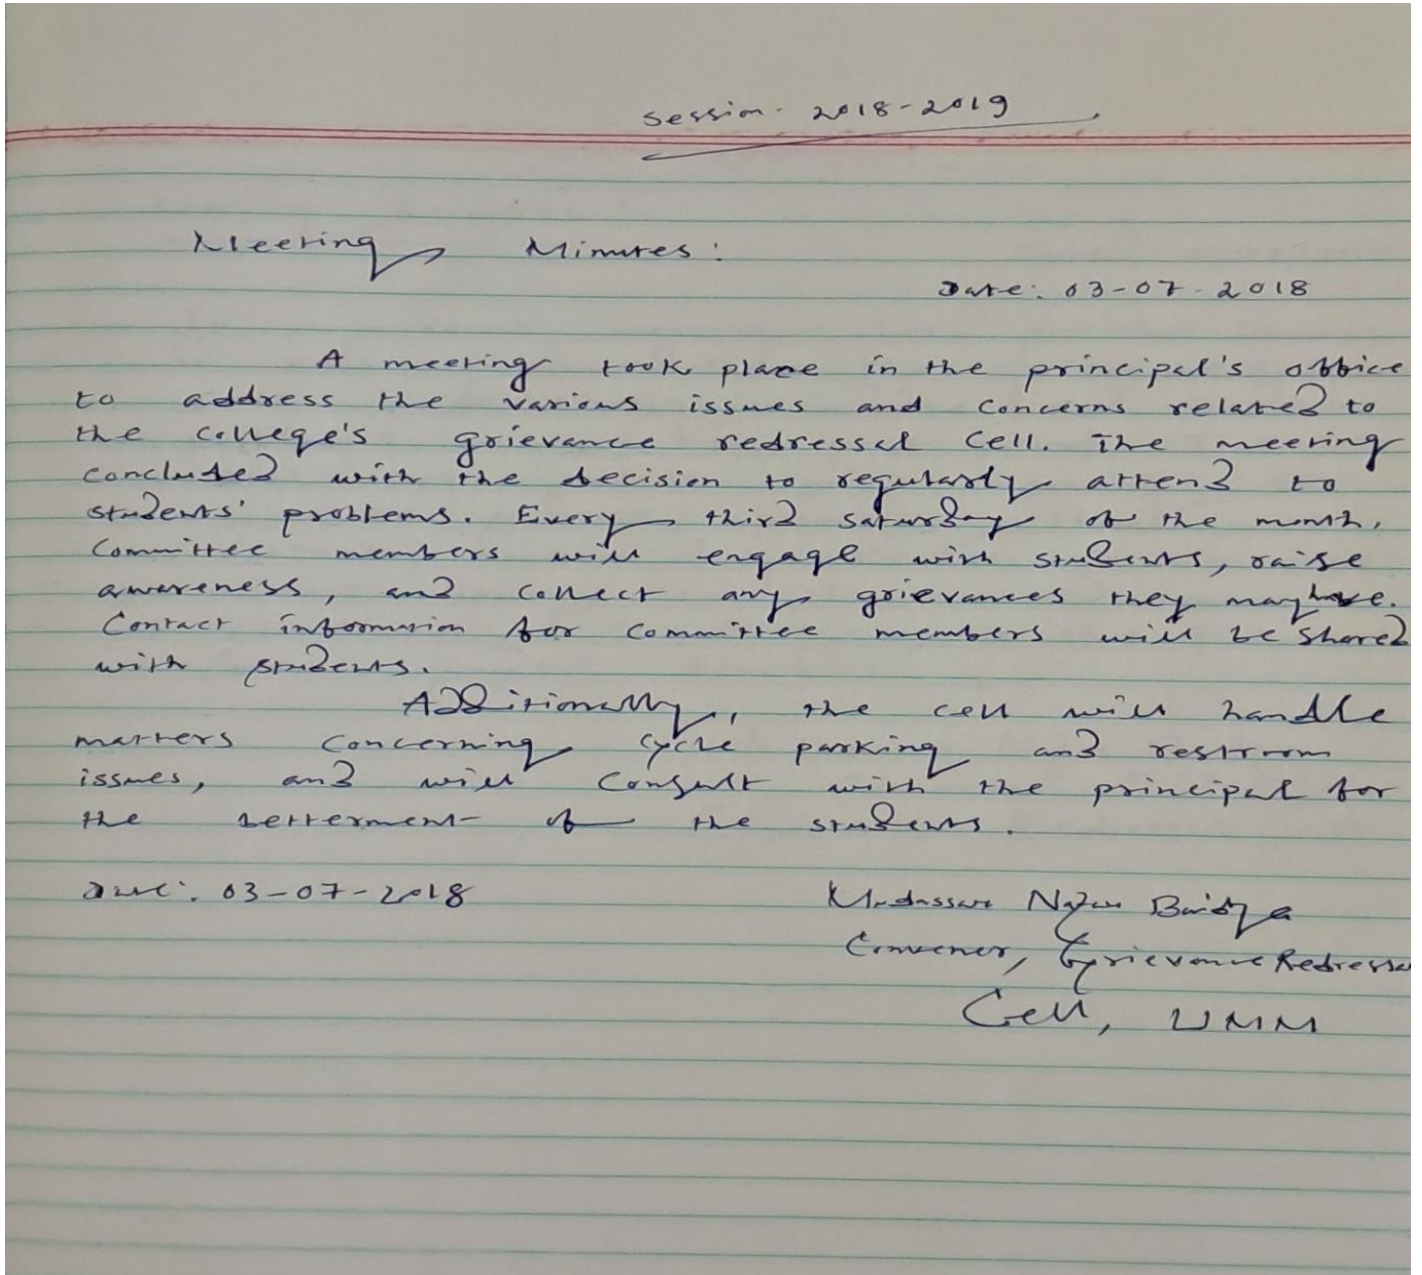 Session - 2018-2019
Meeting Minutes:
Date: 03-07-2018
A meeting took place in the principal's office
to address the various issues and concerns related to
the college's grievance redressal cell. The meeting
concluded with the decision to regularly attend to
students' problems. Every third Saturday of the month,
Committee members will engage with students, raise
awareness, and collect any grievances they may have.
Contact information for committee members will be shared
with students.
Additionally, the cell will handle
matters concerning cycle parking and restroom
issues, and will consult with the principal for
the betterment of the students.
Date: 03-07-2018
Mudassar
Convener, Grievance Redressa
Cell, UMM